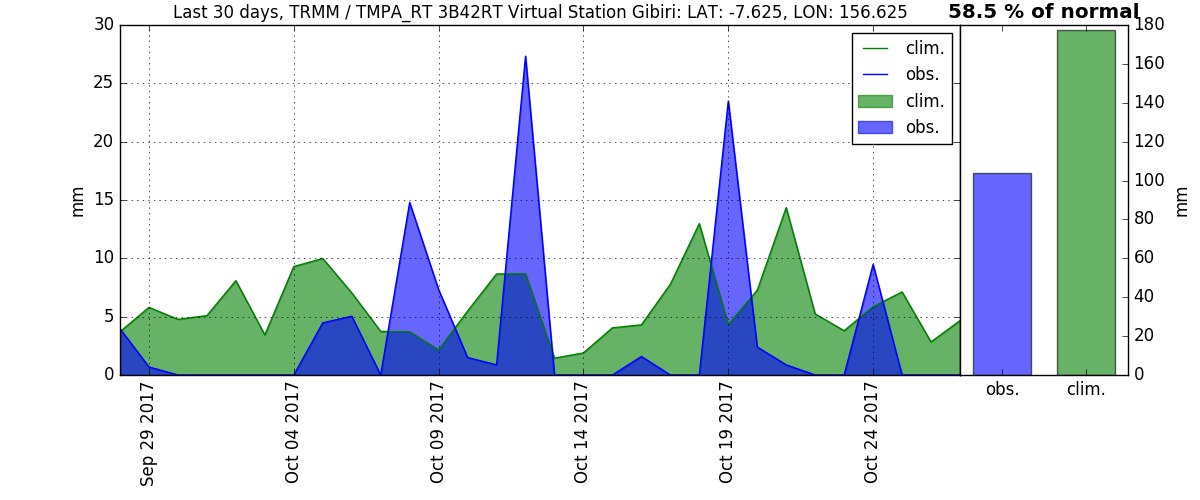 Last 30 days, TRMM / TMPA_RT 3B42RT Virtual Station Gibiri: LAT: -7.625, LON: 156.625
58.5 % of normal
30
25
20
15
10
5
0
mm
clim.
obs.
clim.
obs.
Sep 29 2017
Oct 04 2017
Oct 09 2017
Oct 14 2017
Oct 19 2017
Oct 24 2017
180
160
140
120
100
80
60
40
20
0
mm
obs.
clim.